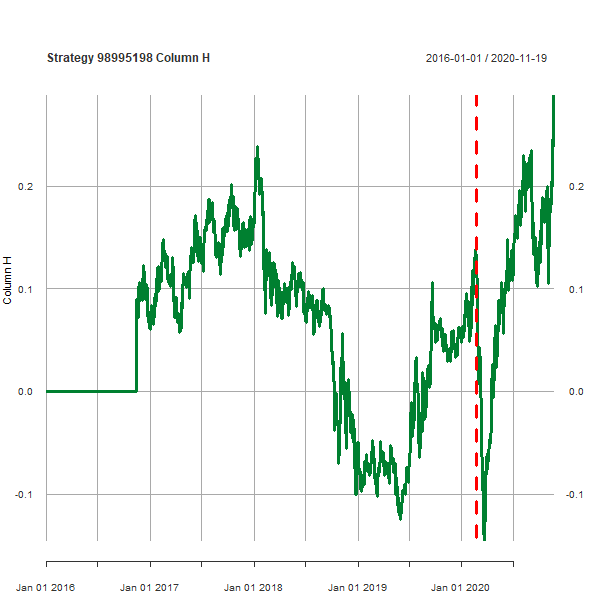 Strategy 98995198 Column H
2016-01-01 / 2020-11-19
Column H
0.2
0.2
0.1
0.1
0.0
0.0
-0.1
-0.1
Jan 01 2016
Jan 01 2017
Jan 01 2018
Jan 01 2019
Jan 01 2020